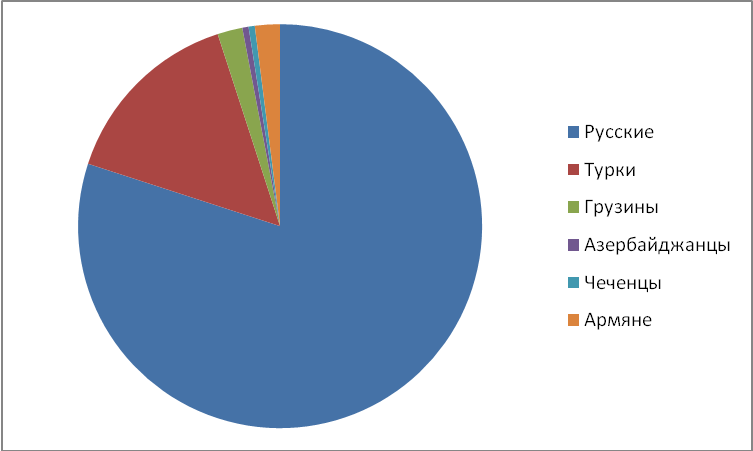 Русские
Турки
Грузины
Азербайджанцы
Чеченцы
Армяне